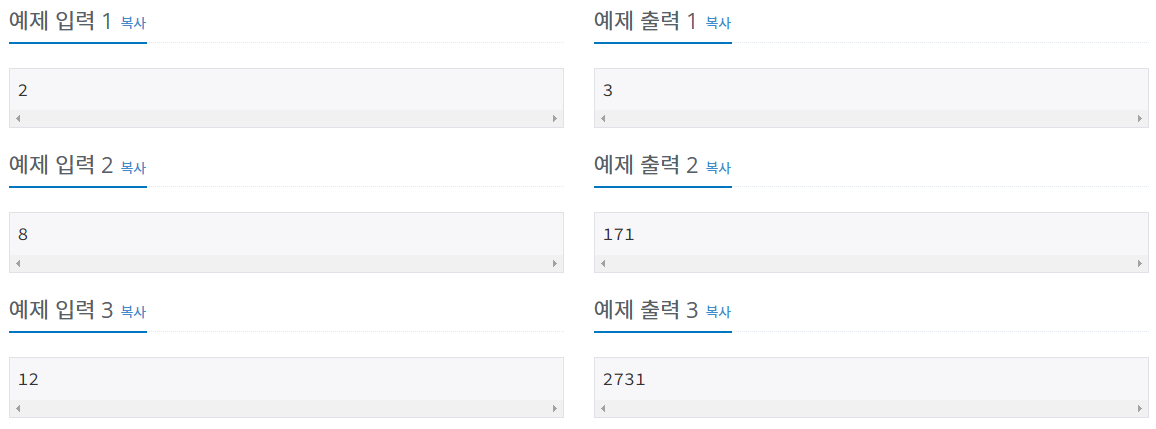 예제 입력 1 복사
2
예제 출력 1 복사
3
예제 입력 2 복사
8
예제 출력 2 복사
171
예제 입력 3 복사
12
예제 출력 3 복사
2731